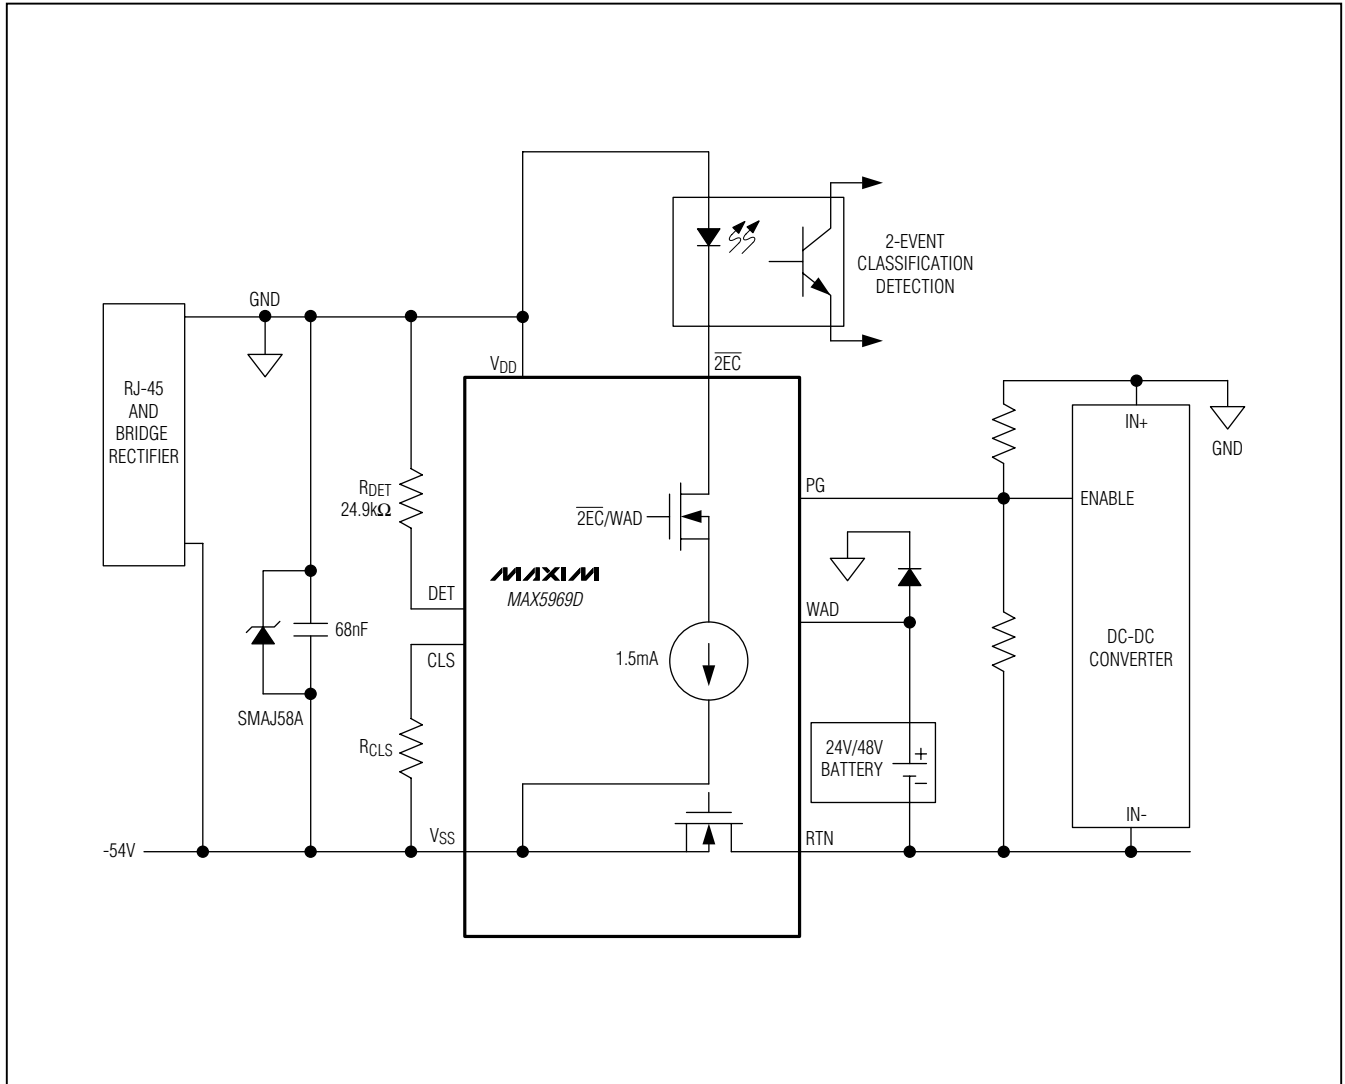 2-EVENT
CLASSIFICATION
DETECTION
GND
RJ-45
AND
BRIDGE
RECTIFIER
VDD
2EC
IN+
GND
RDET
24.9kΩ
2EC/WAD
PG
ENABLE
MAXIM
MAX5969D
DET
WAD
68nF
CLS
1.5mA
DC-DC
CONVERTER
SMAJ58A
RCLS
24V/48V
BATTERY
+
−
-54V
VSS
RTN
IN-